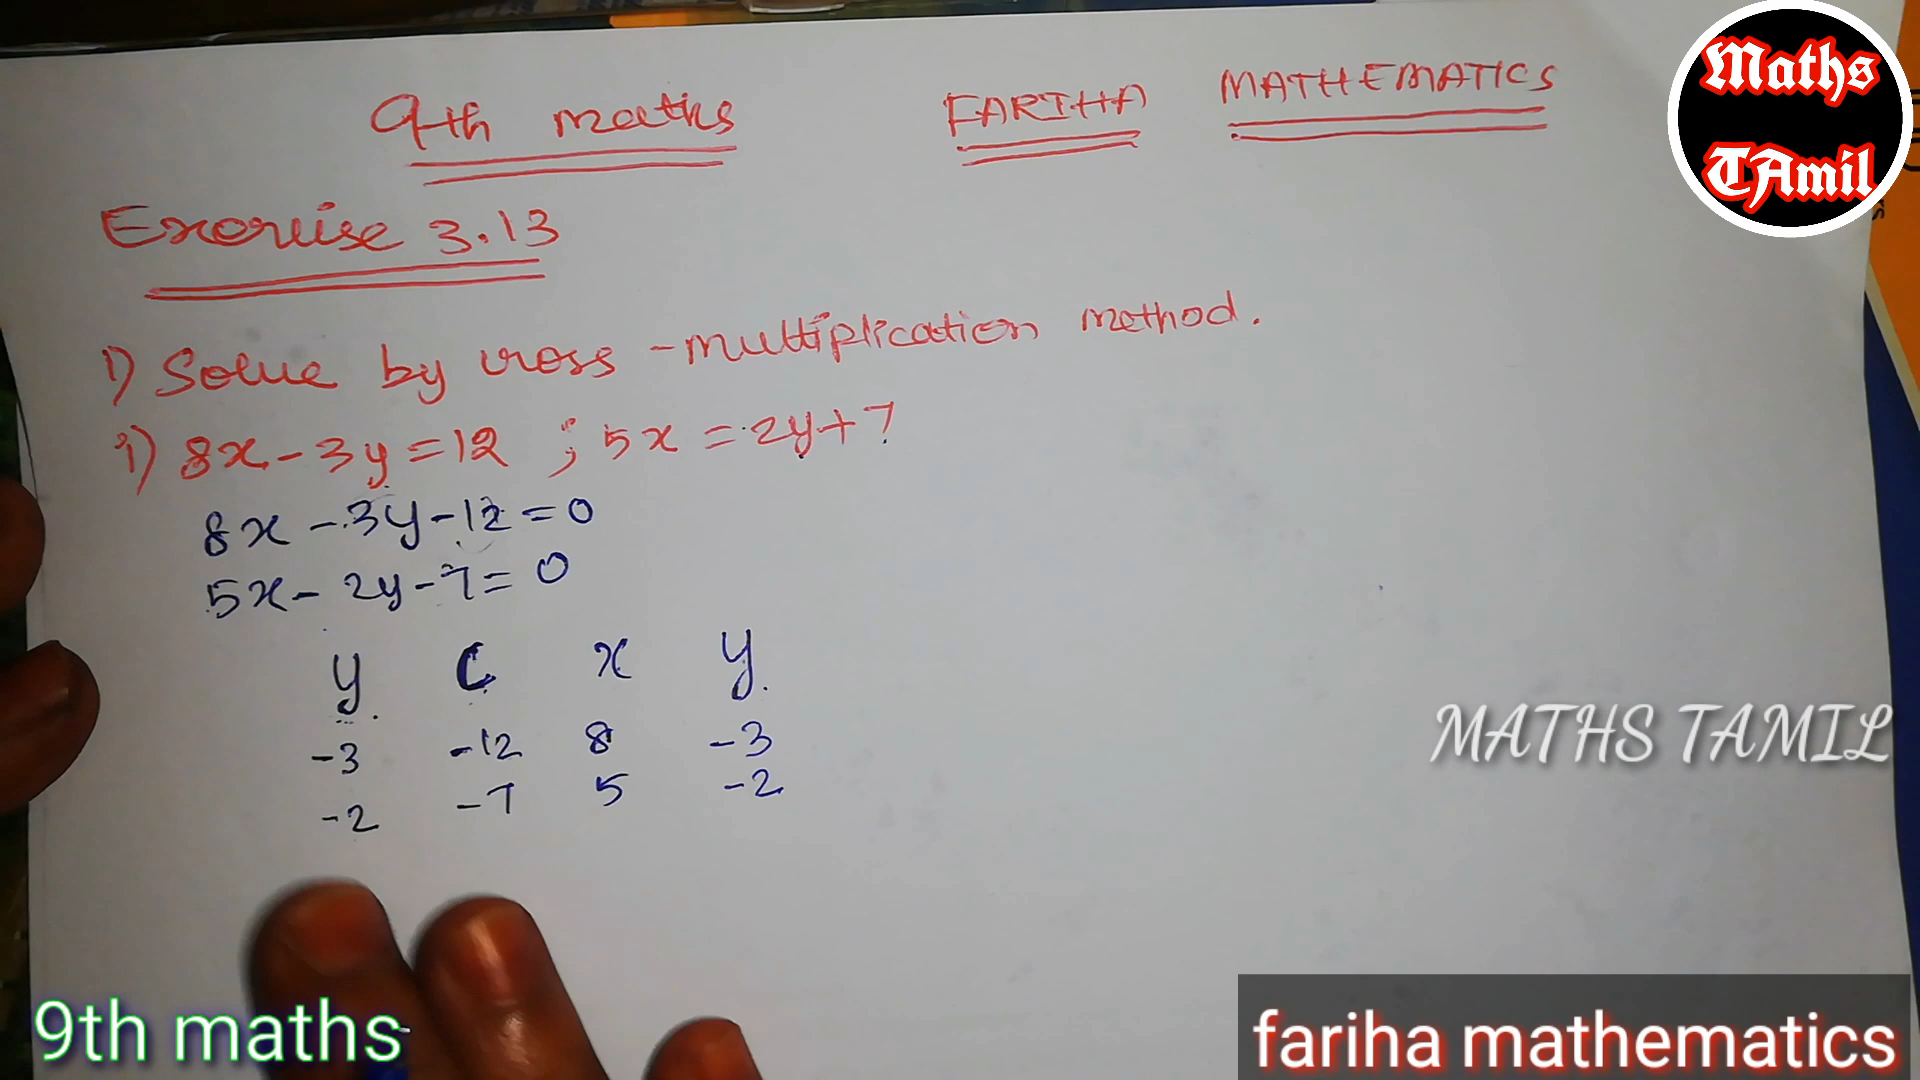 9th maths FARIHA MATHEMATICS
Maths
TAmil
Exercise 3.13
1) Solve by cross-multiplication method.
i) 8x - 3y = 12 ; 5x = 2y + 7
8x - 3y - 12 = 0
5x - 2y - 7 = 0
y c x y
-3 -12 8 -3
-2 -7 5 -2
MATHS TAMIL
9th maths
fariha mathematics